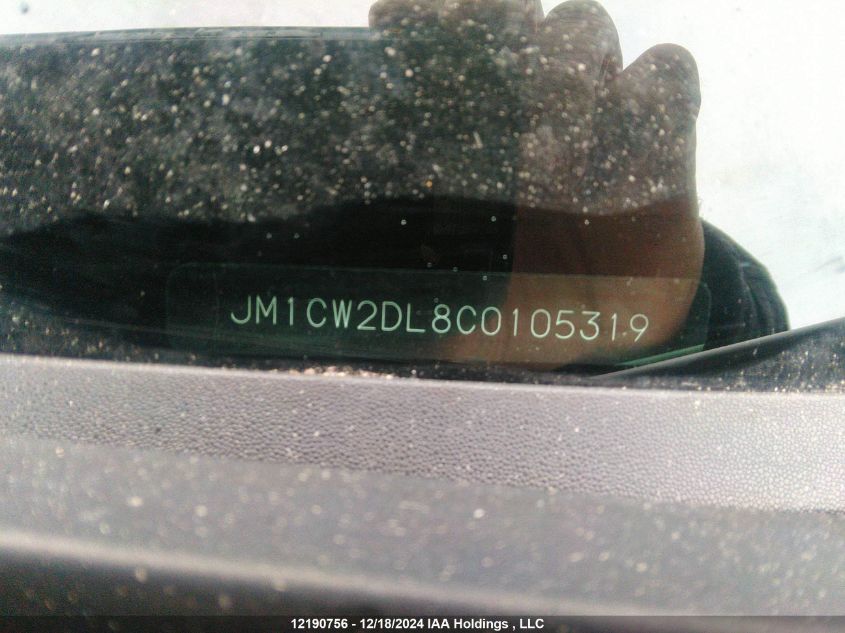 JM1CW2DL8C0105319
12190756 - 12/18/2024 IAA Holdings , LLC